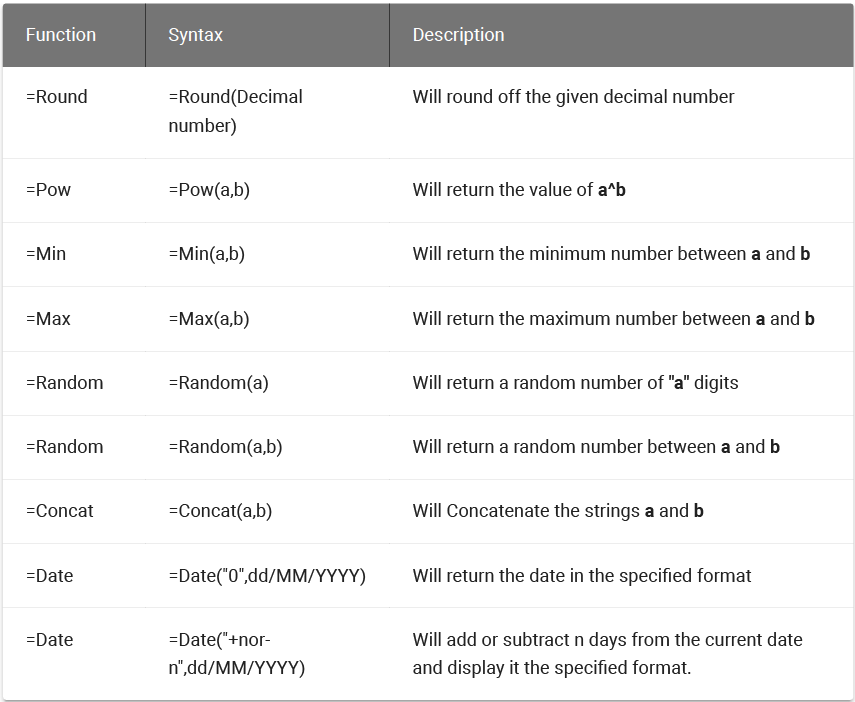 Function Syntax Description
=Round =Round(Decimal Will round off the given decimal number
number)
=Pow =Pow(a,b) Will return the value of a^b
=Min =Min(a,b) Will return the minimum number between a and b
=Max =Max(a,b) Will return the maximum number between a and b
=Random =Random(a) Will return a random number of "a" digits
=Random =Random(a,b) Will return a random number between a and b
=Concat =Concat(a,b) Will Concatenate the strings a and b
=Date =Date("0",dd/MM/YYYY) Will return the date in the specified format
=Date =Date("+nor- Will add or subtract n days from the current date
n",dd/MM/YYYY) and display it the specified format.